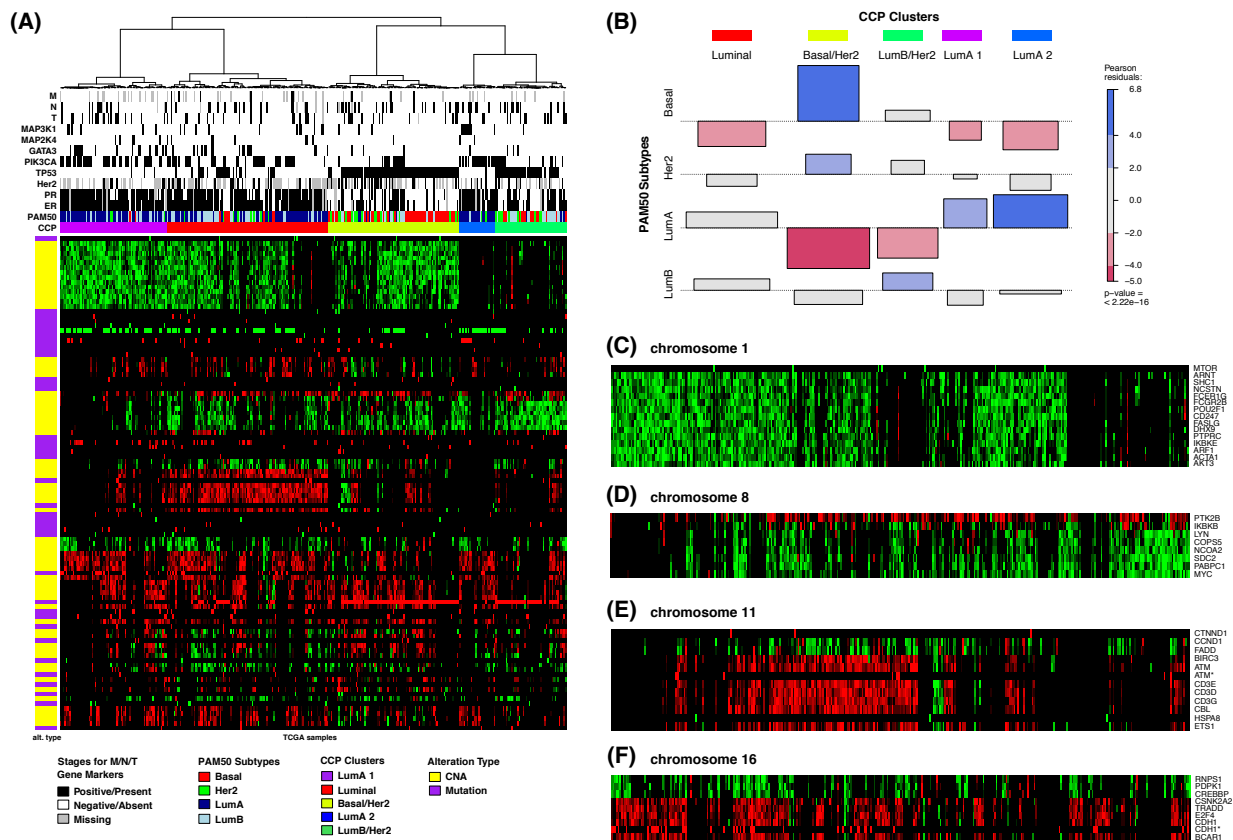 (A)
M
N
T
MAP3K1
MAP2K4
GATA3
PIK3CA
TP53
Her2
PR
ER
PAM50
CCP
alt. type
TCGA samples
Stages for M/N/T
Gene Markers
Positive/Present
Negative/Absent
Missing
PAM50 Subtypes
Basal
Her2
LumA
LumB
CCP Clusters
LumA 1
Luminal
Basal/Her2
LumA 2
LumB/Her2
Alteration Type
CNA
Mutation
(B)
CCP Clusters
Luminal
Basal/Her2
LumB/Her2
LumA 1
LumA 2
PAM50 Subtypes
Basal
Her2
LumA
LumB
Pearson
residuals:
6.8
4.0
2.0
0.0
−2.0
−4.0
−5.0
p-value =
< 2.22e-16
(C) chromosome 1
MTOR
ARNT
SHC1
NCSTN
FCER1G
FCGR2B
POU2F1
CD247
FASLG
DHX9
PTPRC
IKBKE
ARF1
ACTA1
AKT3
(D) chromosome 8
PTK2B
IKBKB
LYN
COPS5
NCOA2
SDC2
PABPC1
MYC
(E) chromosome 11
CTNND1
CCND1
FADD
BIRC3
ATM
ATM*
CD3E
CD3D
CD3G
CBL
HSPA8
ETS1
(F) chromosome 16
RNPS1
PDPK1
CREBBP
CSNK2A2
TRADD
E2F4
CDH1
CDH1*
BCAR1